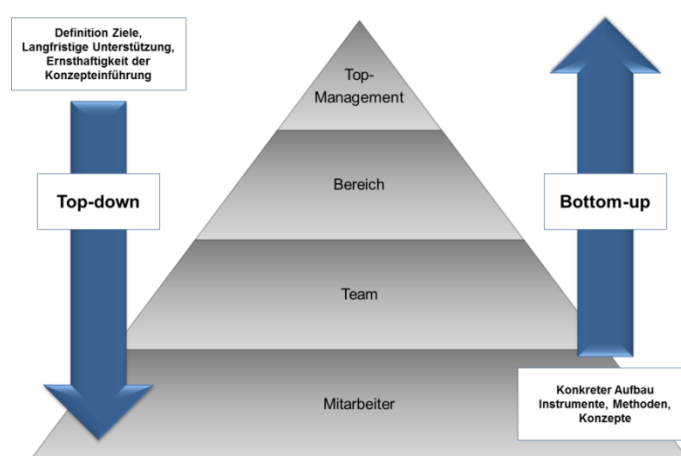 Definition Ziele,
Langfristige Unterstützung,
Ernsthaftigkeit der
Konzepteinführung
Top-
Management
Bereich
Top-down
Bottom-up
Team
Mitarbeiter
Konkreter Aufbau
Instrumente, Methoden,
Konzepte